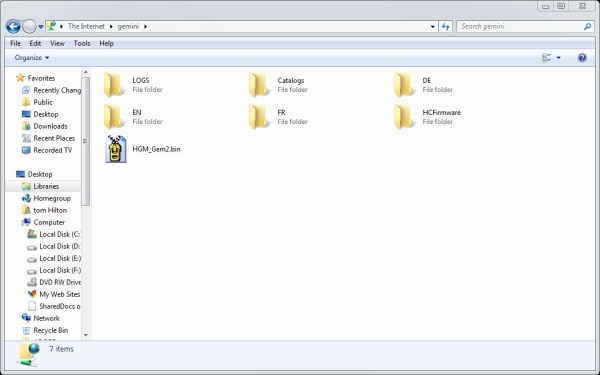 The Internet gemini
Search gemini
File Edit View Tools Help
Organize
Favorites
Recently Chang
Public
Desktop
Downloads
Recent Places
Recorded TV
Desktop
Libraries
Homegroup
tom Hilton
Computer
Local Disk (C:
Local Disk (D:
Local Disk (E:)
Local Disk (F:)
DVD RW Drive
My Web Sites
SharedDocs o
Network
Recycle Bin
LOGS
File folder
Catalogs
File folder
DE
File folder
EN
File folder
FR
File folder
HCFirmware
File folder
HGM_Gem2.bin
7 items